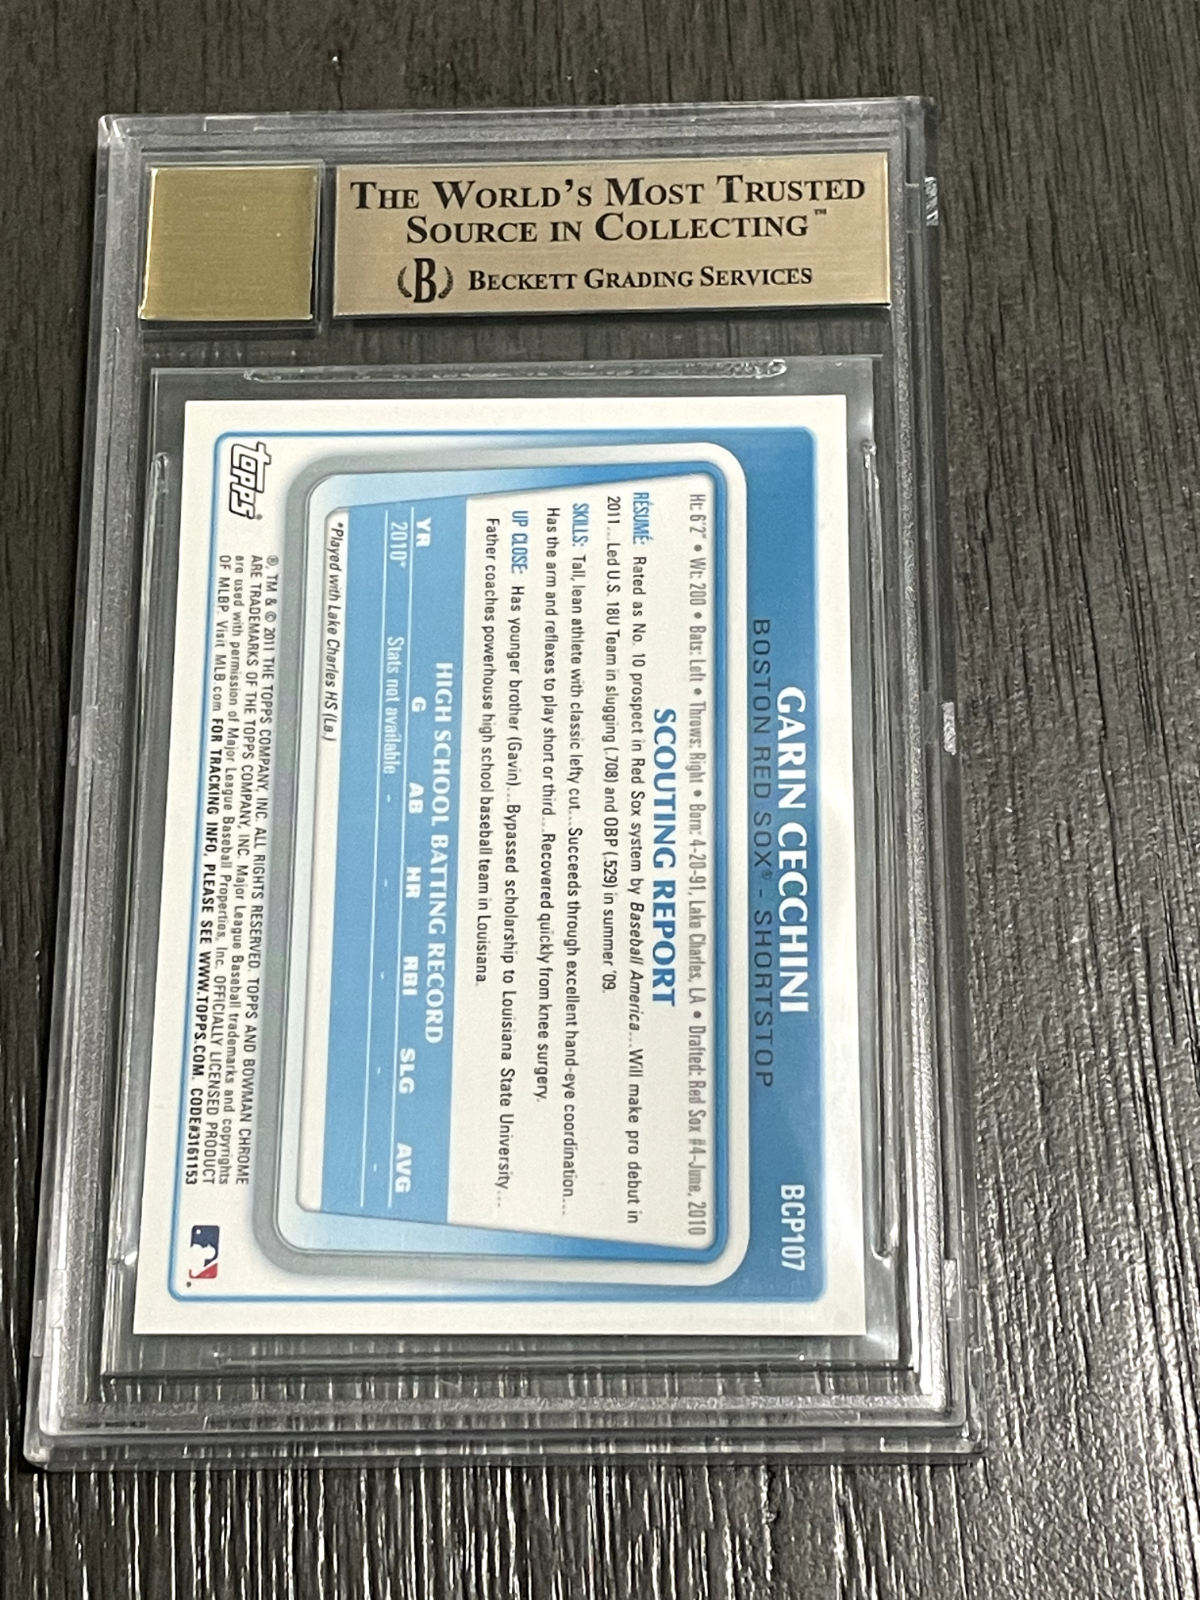 THE WORLD'S MOST TRUSTED
SOURCE IN COLLECTING™
B BECKETT GRADING SERVICES
GARIN CECCHINI BCP107
BOSTON RED SOX® - SHORTSTOP
Ht: 6'2" • Wt: 200 • Bats: Left • Throws: Right • Born: 4-20-91, Lake Charles, LA • Drafted: Red Sox #4-June, 2010
SCOUTING REPORT
RÉSUMÉ: Rated as No. 10 prospect in Red Sox system by Baseball America...Will make pro debut in
2011...Led U.S. 18U Team in slugging (.708) and OBP (.529) in summer '09.
SKILLS: Tall, lean athlete with classic lefty cut...Succeeds through excellent hand-eye coordination...
Has the arm and reflexes to play short or third...Recovered quickly from knee surgery.
UP CLOSE: Has younger brother (Gavin)...Bypassed scholarship to Louisiana State University...
Father coaches powerhouse high school baseball team in Louisiana.
HIGH SCHOOL BATTING RECORD
YR G AB HR RBI SLG AVG
2010* Stats not available - - - - -
*Played with Lake Charles HS (La.)
topps®
®, TM & © 2011 THE TOPPS COMPANY, INC. ALL RIGHTS RESERVED. TOPPS AND BOWMAN CHROME
ARE TRADEMARKS OF THE TOPPS COMPANY, INC. Major League Baseball trademarks and copyrights
are used with permission of Major League Baseball Properties, Inc. OFFICIALLY LICENSED PRODUCT
OF MLBP. Visit MLB.com FOR TRACKING INFO, PLEASE SEE WWW.TOPPS.COM. CODE#3161153